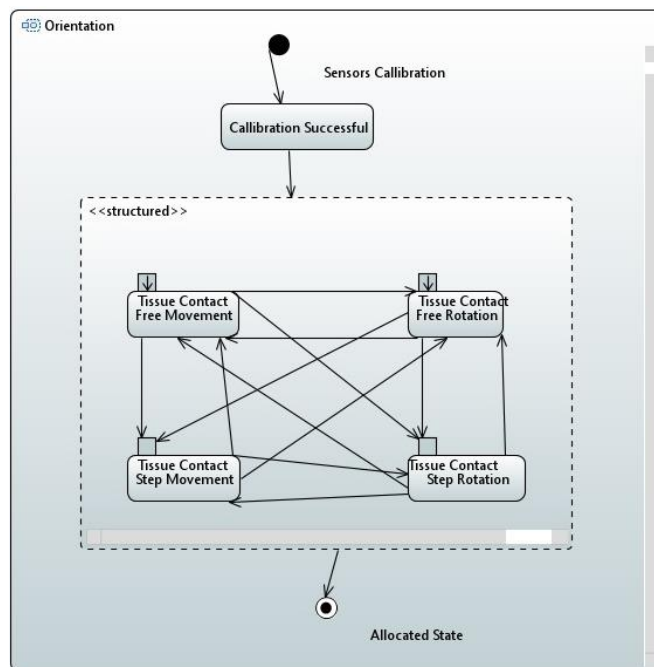 Orientation
Sensors Callibration
Callibration Successful
<<structured>>
Tissue Contact
Free Movement
Tissue Contact
Free Rotation
Tissue Contact
Step Movement
Tissue Contact
Step Rotation
Allocated State